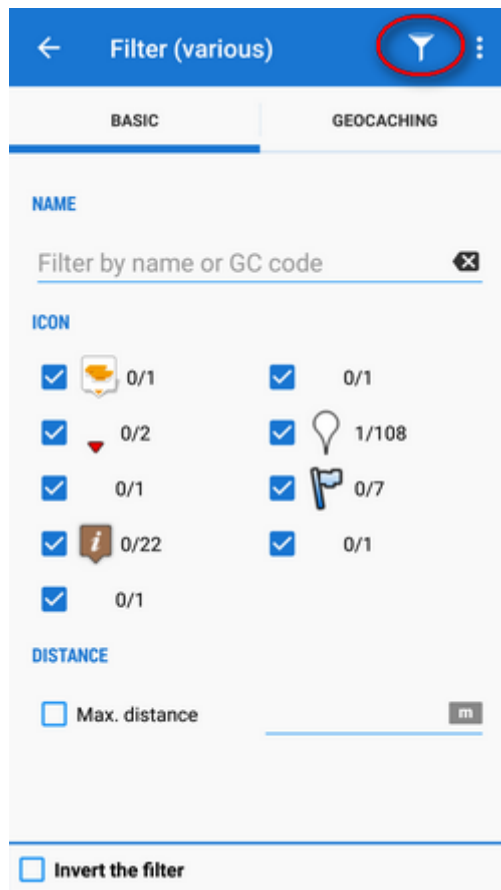 Filter (various)
BASIC GEOCACHING
NAME
Filter by name or GC code
ICON
0/1 0/1
0/2 1/108
0/1 0/7
i 0/22 0/1
0/1
DISTANCE
Max. distance m
Invert the filter